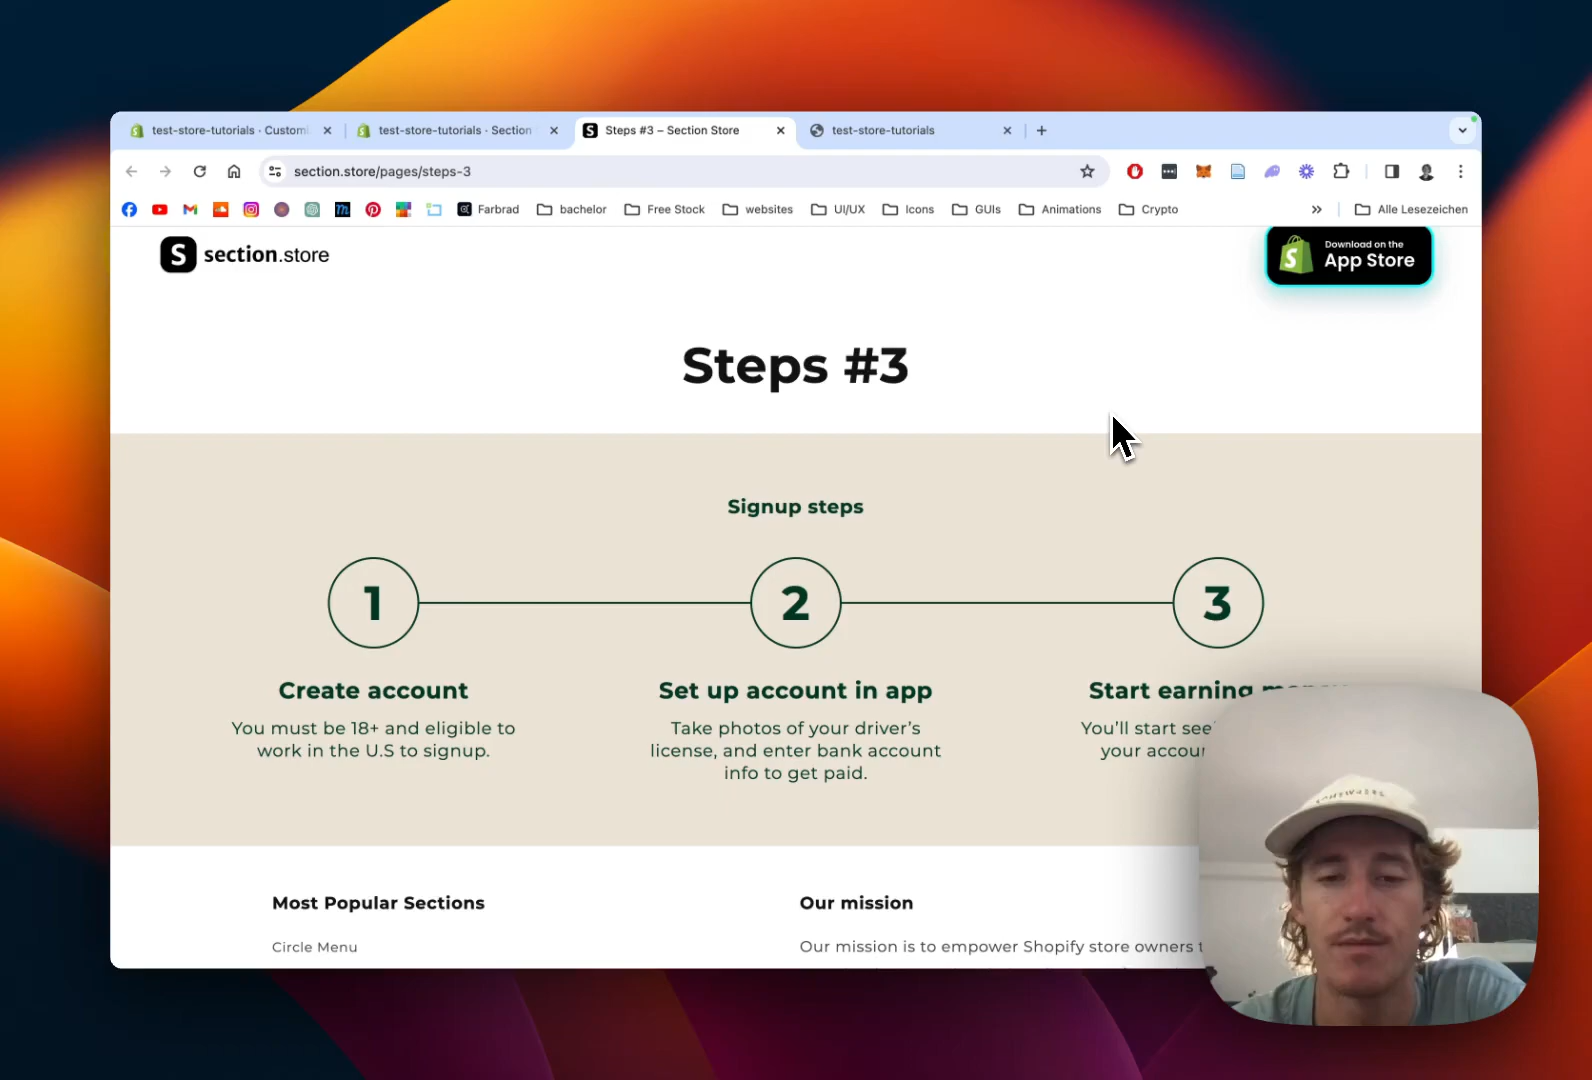 test-store-tutorials · Customi
test-store-tutorials · Section
Steps #3 – Section Store
test-store-tutorials
section.store/pages/steps-3
Farbrad
bachelor
Free Stock
websites
UI/UX
Icons
GUIs
Animations
Crypto
»
Alle Lesezeichen
S section.store
Download on the
App Store
Steps #3
Signup steps
1
2
3
Create account
Set up account in app
Start earning
You must be 18+ and eligible to
work in the U.S to signup.
Take photos of your driver’s
license, and enter bank account
info to get paid.
You’ll start see
your accou
Most Popular Sections
Our mission
Circle Menu
Our mission is to empower Shopify store owners t